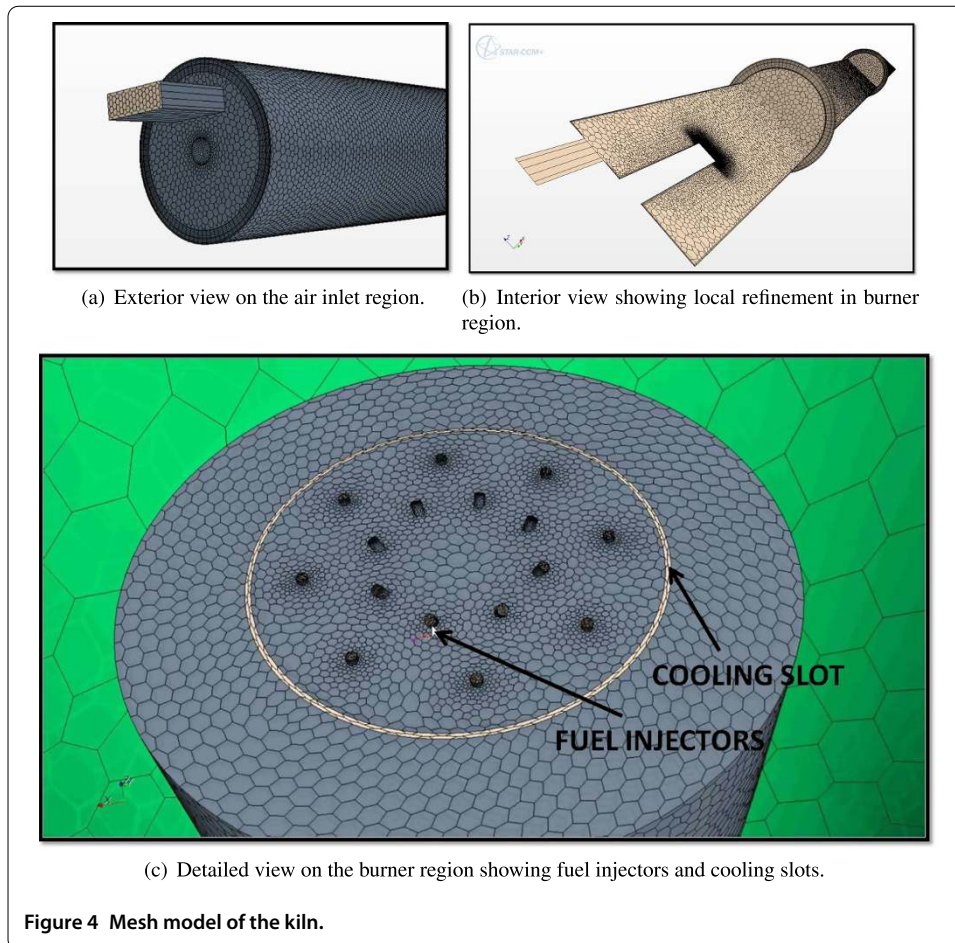 STAR-CCM+
(a) Exterior view on the air inlet region.
(b) Interior view showing local refinement in burner
region.
COOLING SLOT
FUEL INJECTORS
(c) Detailed view on the burner region showing fuel injectors and cooling slots.
Figure 4 Mesh model of the kiln.